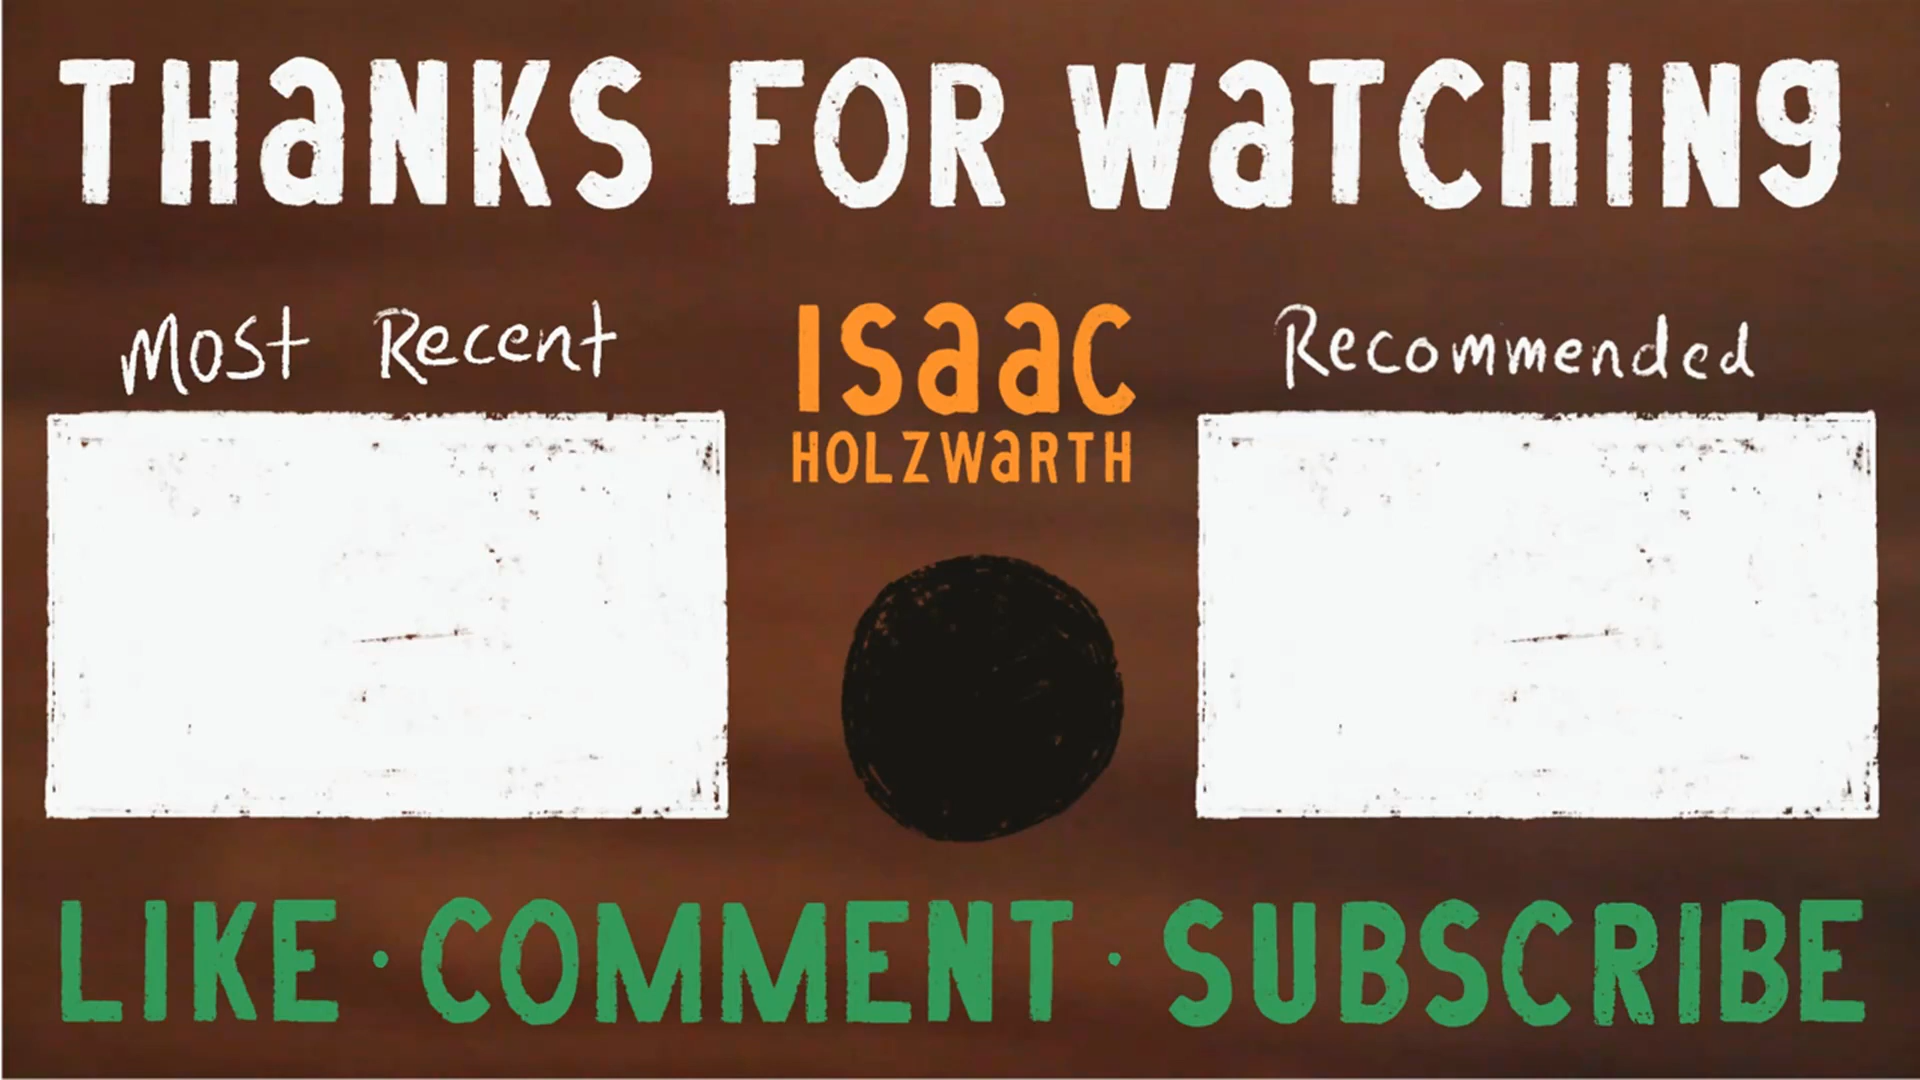 THaNKS FOR WaTCHINg
Most Recent
ISaaC
HOLZWaRTH
Recommended
LIKE · COMMENT · SUBSCRIBE